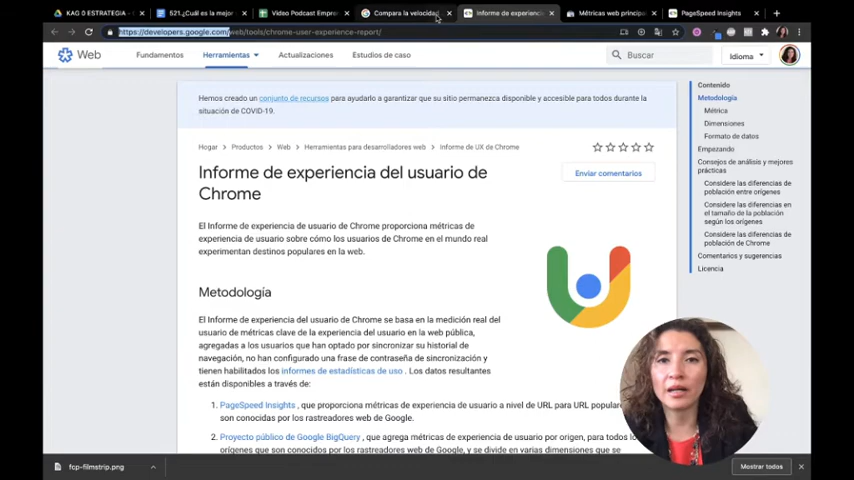 KAG O ESTRATEGIA -
521.¿Cuál es la mejor
Video Podcast Empre
Compara la velocidad
Informe de experienci
Métricas web princip
PageSpeed Insights
https://developers.google.com/web/tools/chrome-user-experience-report/
Web
Fundamentos
Herramientas
Actualizaciones
Estudios de caso
Buscar
Idioma
Hemos creado un conjunto de recursos para ayudarlo a garantizar que su sitio permanezca disponible y accesible para todos durante la
situación de COVID-19.
Hogar > Productos > Web > Herramientas para desarrolladores web > Informe de UX de Chrome
Informe de experiencia del usuario de
Chrome
Enviar comentarios
El Informe de experiencia de usuario de Chrome proporciona métricas de
experiencia de usuario sobre cómo los usuarios de Chrome en el mundo real
experimentan destinos populares en la web.
Metodología
El Informe de experiencia del usuario de Chrome se basa en la medición real del
usuario de métricas clave de la experiencia del usuario en la web pública,
agregadas a los usuarios que han optado por sincronizar su historial de
navegación, no han configurado una frase de contraseña de sincronización y
tienen habilitados los informes de estadísticas de uso . Los datos resultantes
están disponibles a través de:
1. PageSpeed Insights , que proporciona métricas de experiencia de usuario a nivel de URL para URL popular
son conocidas por los rastreadores web de Google.
2. Proyecto público de Google BigQuery , que agrega métricas de experiencia de usuario por origen, para todos lo
orígenes que son conocidos por los rastreadores web de Google, y se divide en varias dimensiones que se
Contenido
Metodología
Métrica
Dimensiones
Formato de datos
Empezando
Consejos de análisis y mejores
prácticas
Considere las diferencias de
población entre orígenes
Considere las diferencias en
el tamaño de la población
según los orígenes
Considere las diferencias de
población de Chrome
Comentarios y sugerencias
Licencia
fcp-filmstrip.png
Mostrar todos